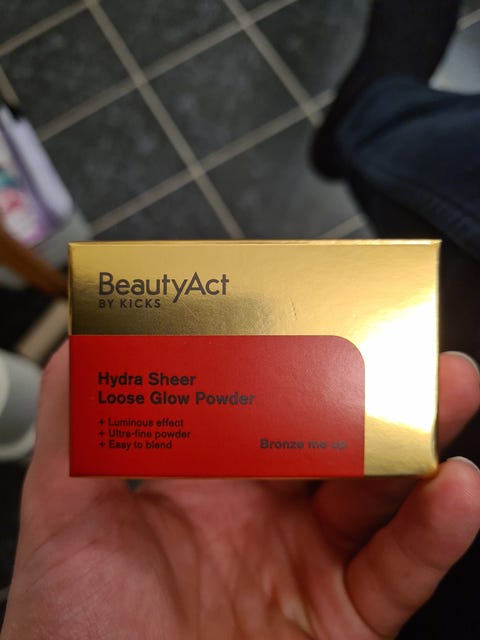 BeautyAct
BY KICKS
Hydra Sheer
Loose Glow Powder
+ Luminous effect
+ Ultra-fine powder
+ Easy to blend
Bronze me up